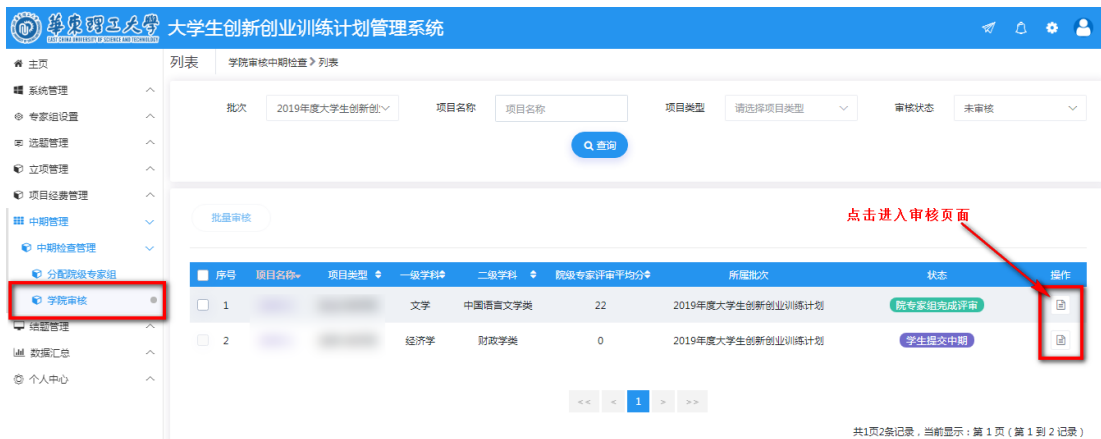 華東理工大學 大学生创新创业训练计划管理系统
EAST CHINA UNIVERSITY OF SCIENCE AND TECHNOLOGY
主页
系统管理
专家组设置
选题管理
立项管理
项目经费管理
中期管理
中期检查管理
分配院级专家组
学院审核
结题管理
数据汇总
个人中心
列表 学院审核中期检查 > 列表
批次 2019年度大学生创新创 项目名称 项目名称 项目类型 请选择项目类型 审核状态 未审核
查询
批量审核
点击进入审核页面
序号 项目名称 项目类型 一级学科 二级学科 院级专家评审平均分 所属批次 状态 操作
1 文学 中国语言文学类 22 2019年度大学生创新创业训练计划 院专家组完成评审
2 经济学 财政学类 0 2019年度大学生创新创业训练计划 学生提交中期
<< < 1 > >>
共1页2条记录，当前显示：第 1 页 ( 第 1 到 2 记录 )